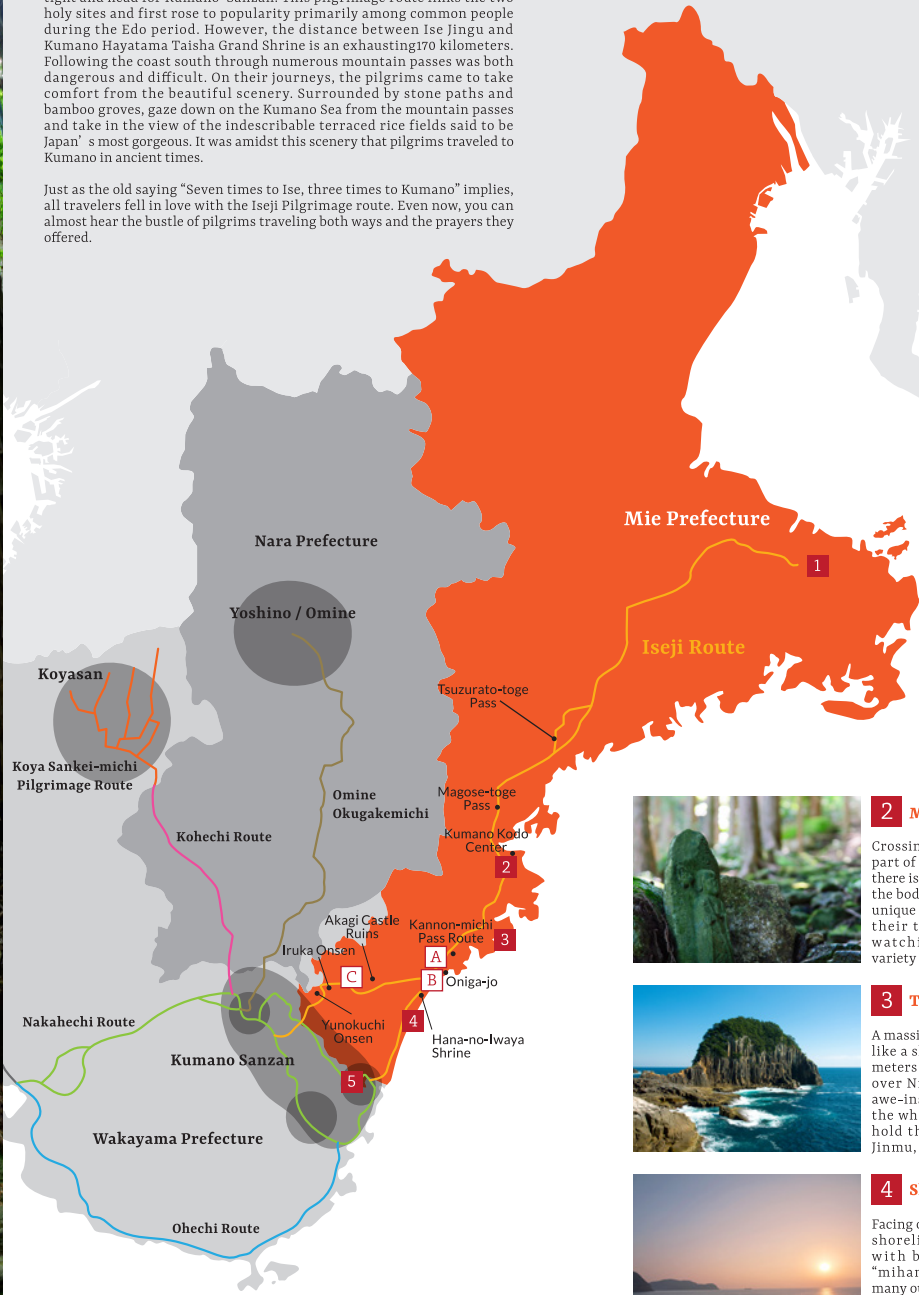 holy sites and first rose to popularity primarily among common people
during the Edo period. However, the distance between Ise Jingu and
Kumano Hayatama Taisha Grand Shrine is an exhausting170 kilometers.
Following the coast south through numerous mountain passes was both
dangerous and difficult. On their journeys, the pilgrims came to take
comfort from the beautiful scenery. Surrounded by stone paths and
bamboo groves, gaze down on the Kumano Sea from the mountain passes
and take in the view of the indescribable terraced rice fields said to be
Japan’ s most gorgeous. It was amidst this scenery that pilgrims traveled to
Kumano in ancient times.
Just as the old saying “Seven times to Ise, three times to Kumano” implies,
all travelers fell in love with the Iseji Pilgrimage route. Even now, you can
almost hear the bustle of pilgrims traveling both ways and the prayers they
offered.
Mie Prefecture
Nara Prefecture
1
Yoshino / Omine
Iseji Route
Koyasan
Tsuzurato-toge
Pass
Koya Sankei-michi
Pilgrimage Route
Omine
Okugakemichi
Magose-toge
Pass
Kohechi Route
Kumano Kodo
Center
2
Akagi Castle
Ruins
Kannon-michi
Pass Route
3
Iruka Onsen
A
C
B
Oniga-jo
Nakahechi Route
Yunokuchi
Onsen
4
Hana-no-Iwaya
Shrine
Kumano Sanzan
5
Wakayama Prefecture
Ohechi Route
2 M
Crossin
part of
there is
the bod
unique
their t
watchi
variety
3 T
A massi
like a s
meters
over Ni
awe-ins
the wh
hold th
Jinmu,
4 S
Facing o
shoreli
with b
“mihar
many ou